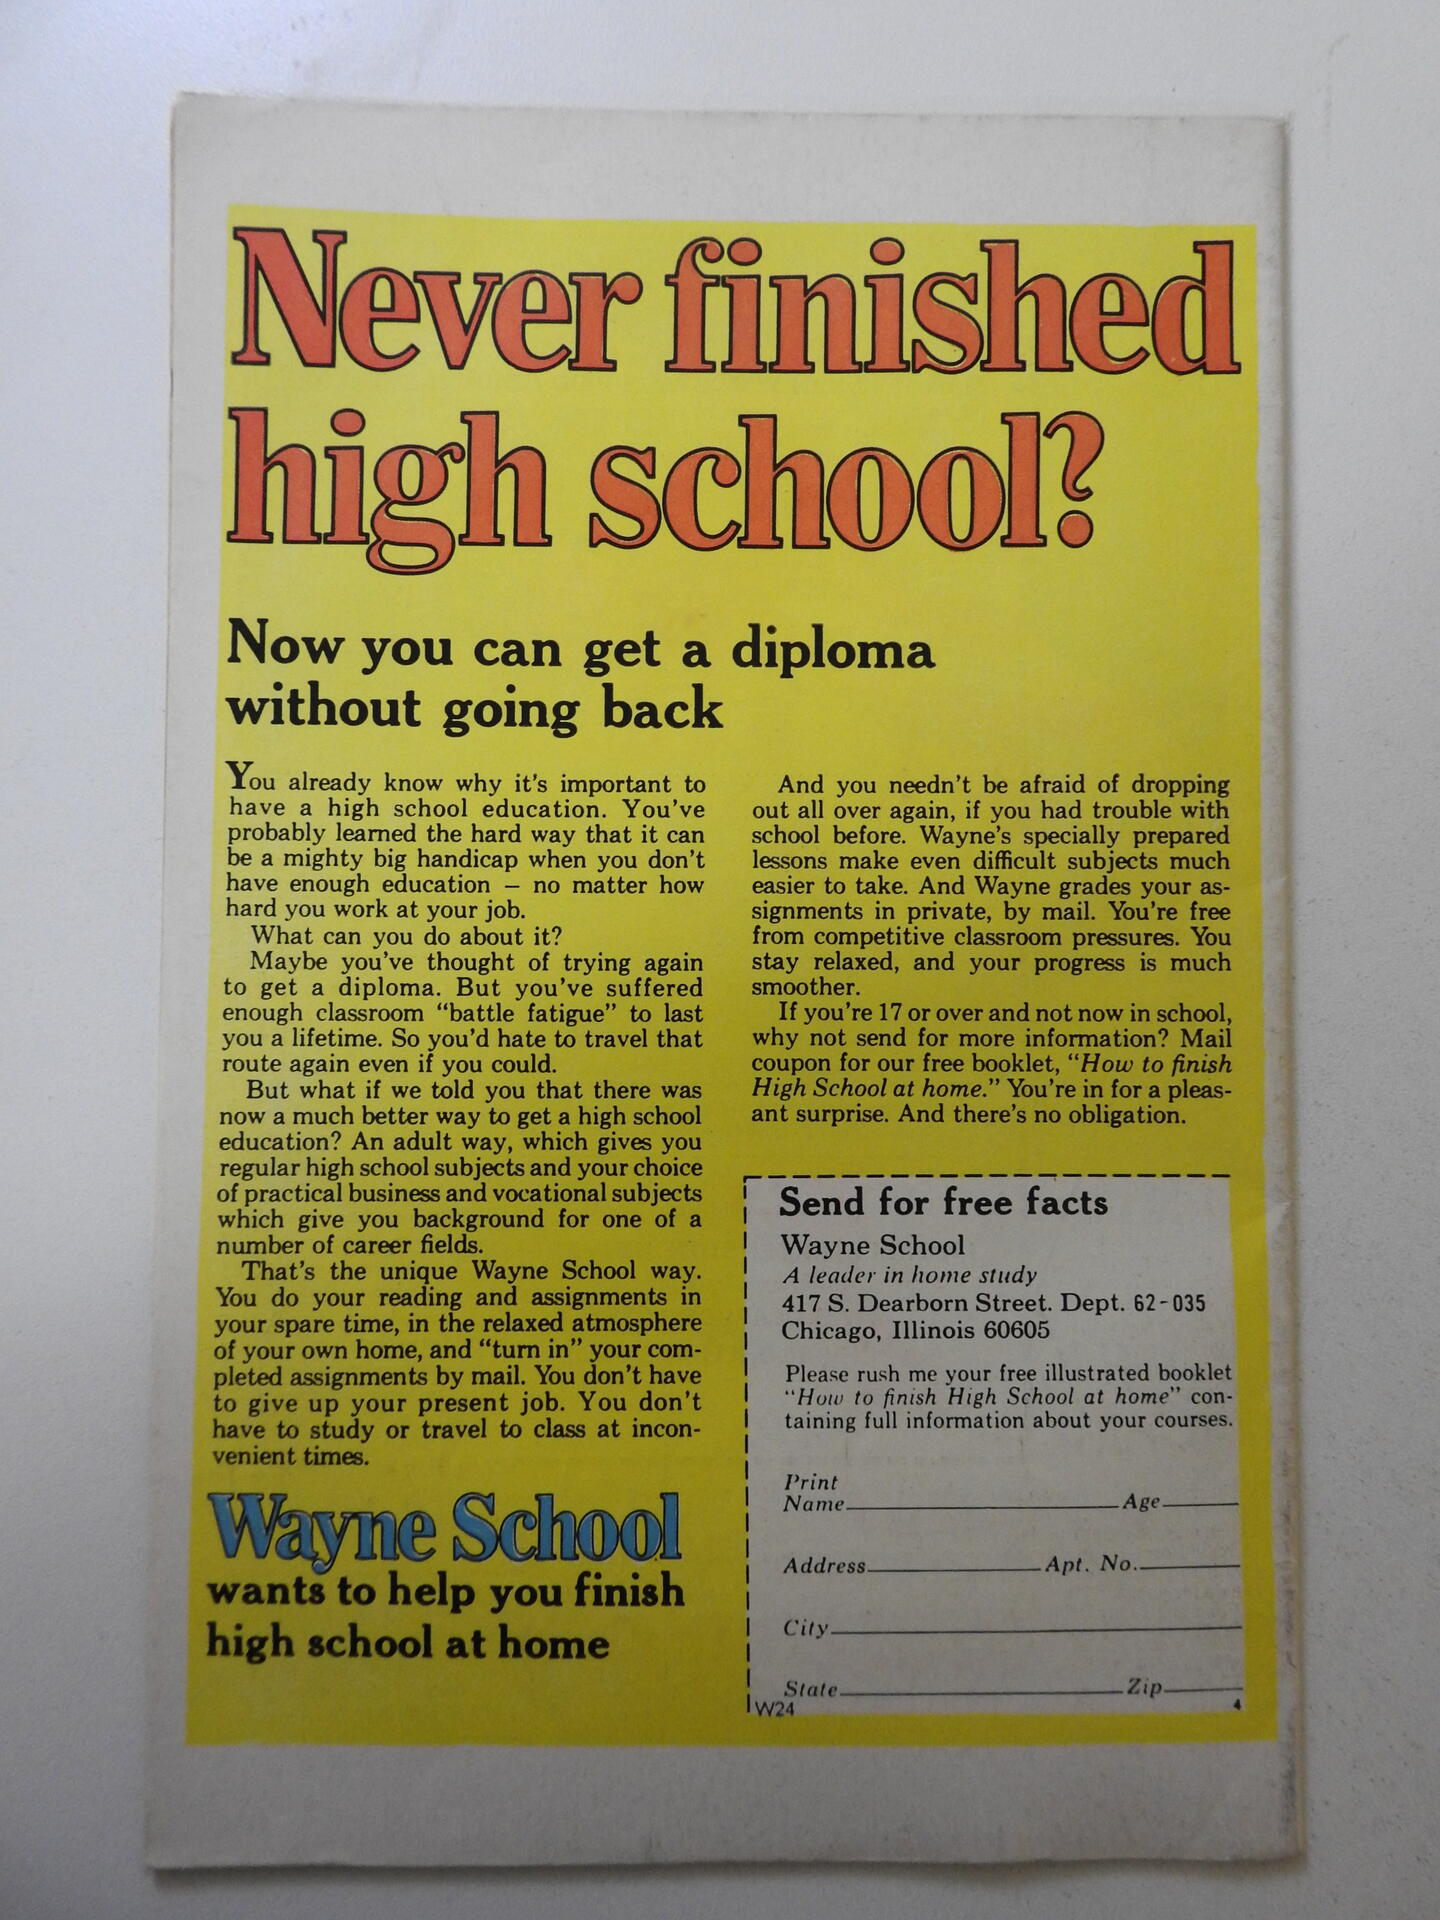 Never finished
high school?
Now you can get a diploma
without going back
You already know why it's important to
have a high school education. You've
probably learned the hard way that it can
be a mighty big handicap when you don't
have enough education – no matter how
hard you work at your job.
What can you do about it?
Maybe you've thought of trying again
to get a diploma. But you've suffered
enough classroom "battle fatigue" to last
you a lifetime. So you'd hate to travel that
route again even if you could.
But what if we told you that there was
now a much better way to get a high school
education? An adult way, which gives you
regular high school subjects and your choice
of practical business and vocational subjects
which give you background for one of a
number of career fields.
That's the unique Wayne School way.
You do your reading and assignments in
your spare time, in the relaxed atmosphere
of your own home, and "turn in" your com-
pleted assignments by mail. You don't have
to give up your present job. You don't
have to study or travel to class at incon-
venient times.
Wayne School
wants to help you finish
high school at home
And you needn't be afraid of dropping
out all over again, if you had trouble with
school before. Wayne's specially prepared
lessons make even difficult subjects much
easier to take. And Wayne grades your as-
signments in private, by mail. You're free
from competitive classroom pressures. You
stay relaxed, and your progress is much
smoother.
If you're 17 or over and not now in school,
why not send for more information? Mail
coupon for our free booklet, "How to finish
High School at home." You're in for a pleas-
ant surprise. And there's no obligation.
Send for free facts
Wayne School
A leader in home study
417 S. Dearborn Street. Dept. 62-035
Chicago, Illinois 60605
Please rush me your free illustrated booklet
"How to finish High School at home" con-
taining full information about your courses.
Print
Name Age
Address Apt. No.
City
State Zip
W24 4